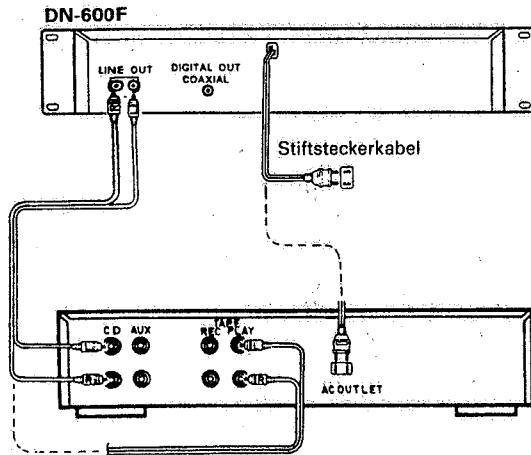 DN-600F
LINE OUT
DIGITAL OUT
COAXIAL
Stiftsteckerkabel
CD AUX
TAPE
REC PLAY
L L
R R
AC OUTLET